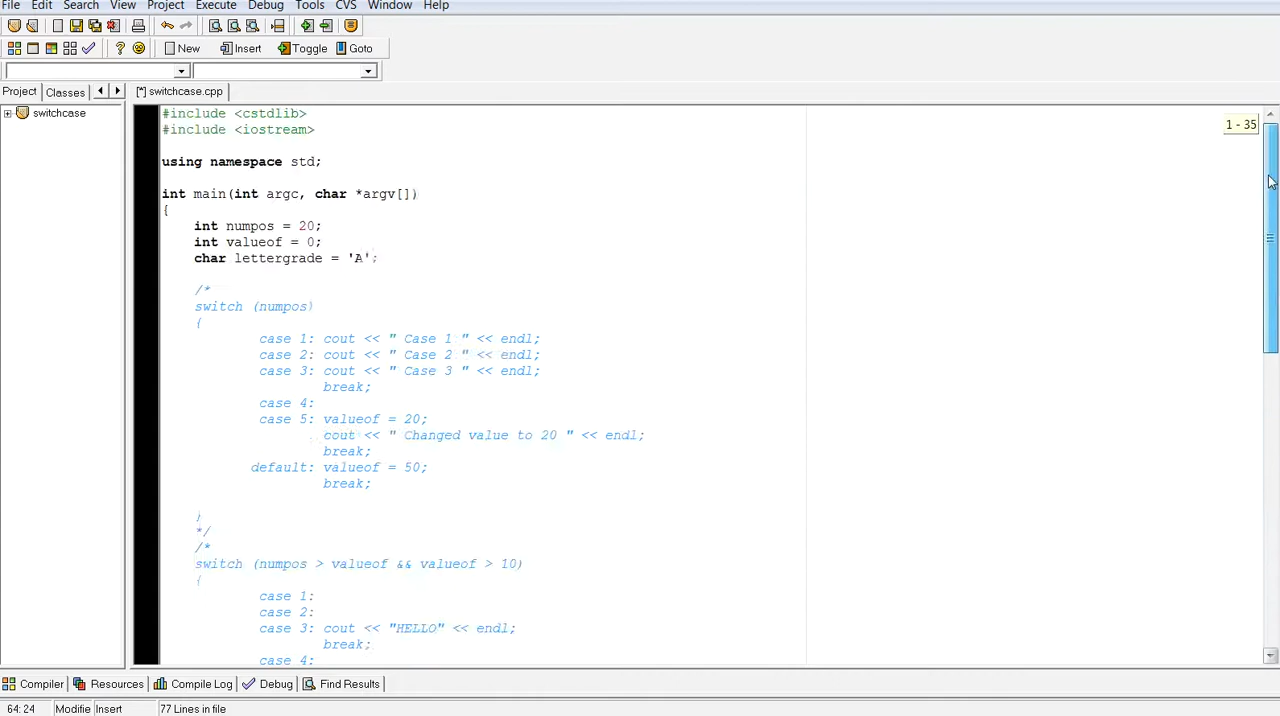 File Edit Search View Project Execute Debug Tools CVS Window Help
New Insert Toggle Goto
Project Classes [*] switchcase.cpp
switchcase
#include <cstdlib>
#include <iostream>
1 - 35
using namespace std;
int main(int argc, char *argv[])
{
int numpos = 20;
int valueof = 0;
char lettergrade = 'A';
/*
switch (numpos)
{
case 1: cout << " Case 1 " << endl;
case 2: cout << " Case 2 " << endl;
case 3: cout << " Case 3 " << endl;
break;
case 4:
case 5: valueof = 20;
cout << " Changed value to 20 " << endl;
break;
default: valueof = 50;
break;
}
*/
/*
switch (numpos > valueof && valueof > 10)
{
case 1:
case 2:
case 3: cout << "HELLO" << endl;
break;
case 4:
Compiler Resources Compile Log Debug Find Results
64:24 Modifie Insert 77 Lines in file